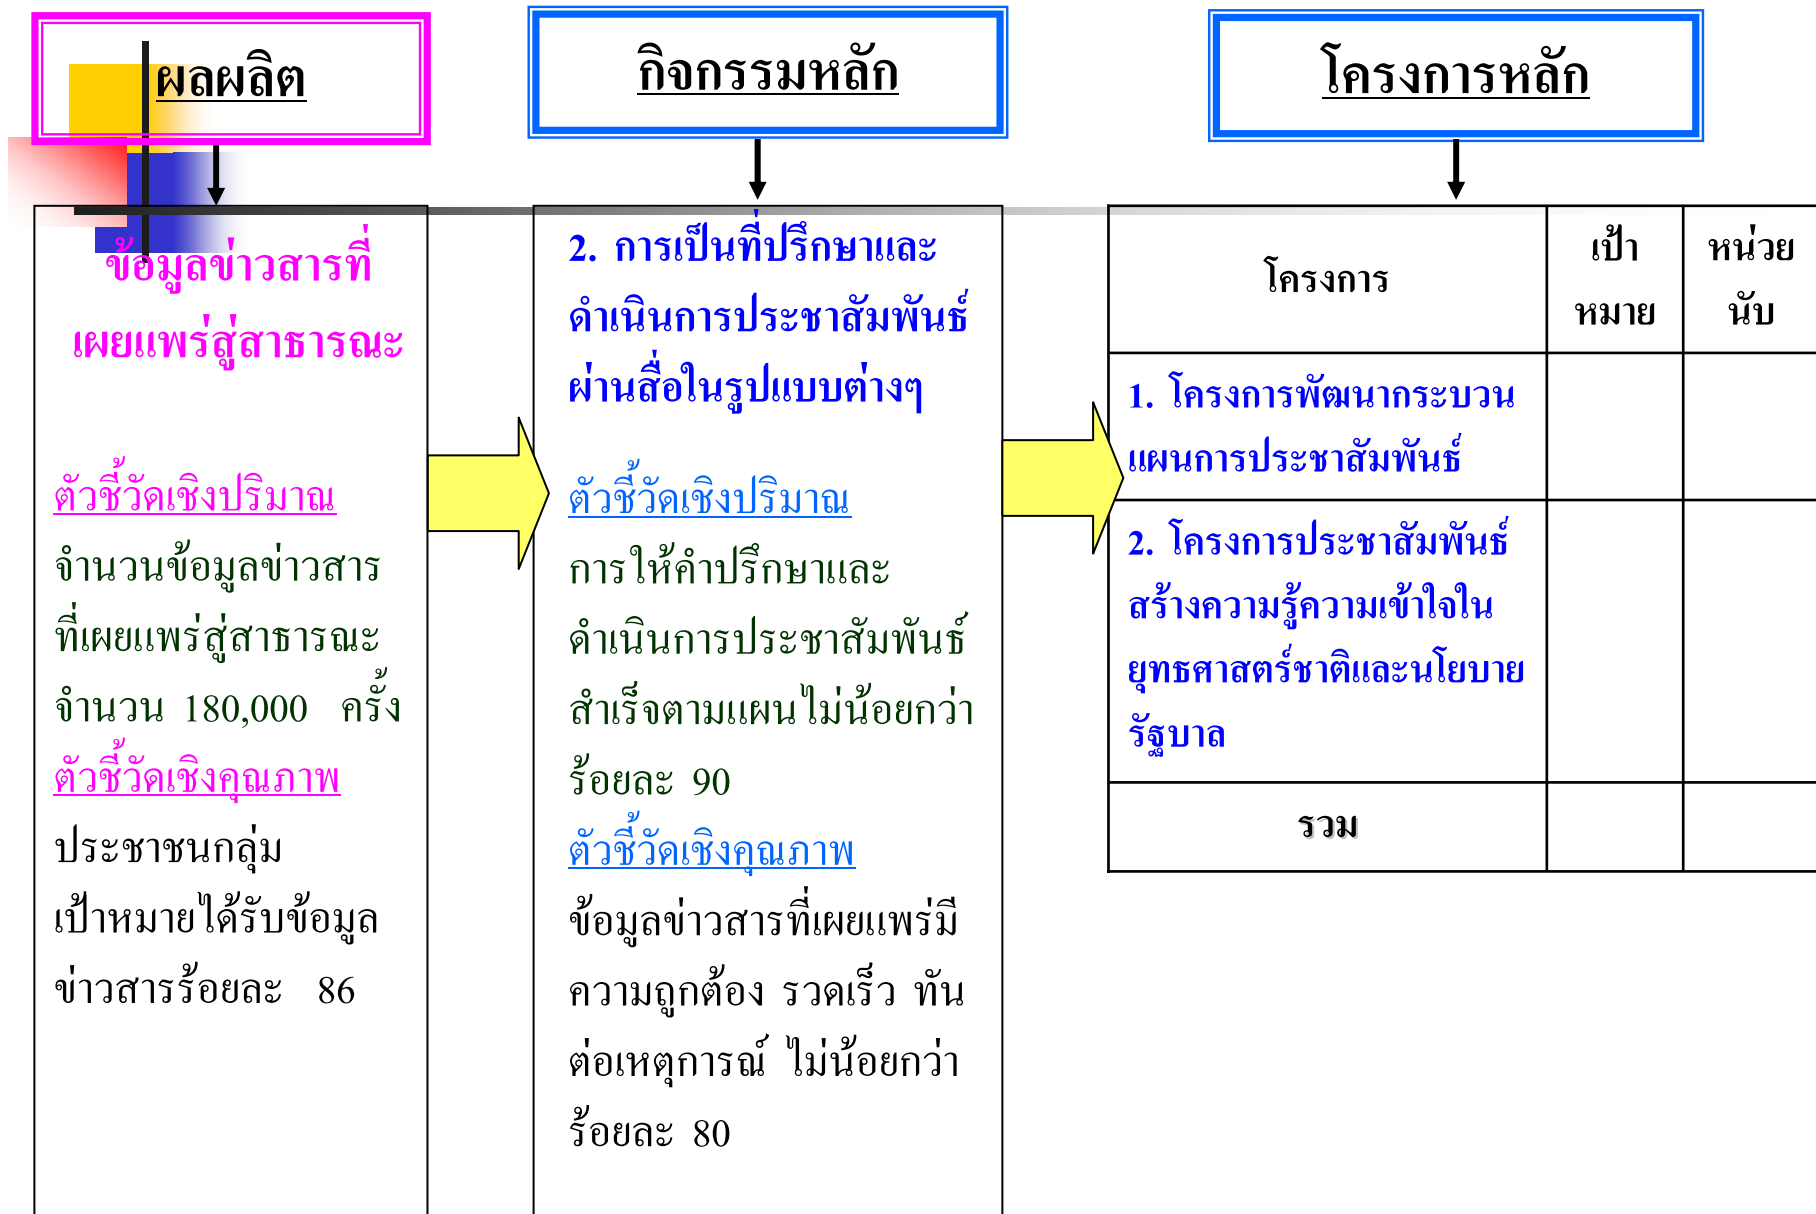 ผลผลิต
กิจกรรมหลัก
โครงการหลัก
ข้อมูลข่าวสารที่
เผยแพร่สู่สาธารณะ
ตัวชี้วัดเชิงปริมาณ
จำนวนข้อมูลข่าวสาร
ที่เผยแพร่สู่สาธารณะ
จำนวน 180,000 ครั้ง
ตัวชี้วัดเชิงคุณภาพ
ประชาชนกลุ่ม
เป้าหมายได้รับข้อมูล
ข่าวสารร้อยละ 86
2. การเป็นที่ปรึกษาและ
ดำเนินการประชาสัมพันธ์
ผ่านสื่อในรูปแบบต่างๆ
ตัวชี้วัดเชิงปริมาณ
การให้คำปรึกษาและ
ดำเนินการประชาสัมพันธ์
สำเร็จตามแผนไม่น้อยกว่า
ร้อยละ 90
ตัวชี้วัดเชิงคุณภาพ
ข้อมูลข่าวสารที่เผยแพร่มี
ความถูกต้อง รวดเร็ว ทัน
ต่อเหตุการณ์ ไม่น้อยกว่า
ร้อยละ 80
โครงการ
เป้า
หมาย
หน่วย
นับ
1. โครงการพัฒนากระบวน
แผนการประชาสัมพันธ์
2. โครงการประชาสัมพันธ์
สร้างความรู้ความเข้าใจใน
ยุทธศาสตร์ชาติและนโยบาย
รัฐบาล
รวม